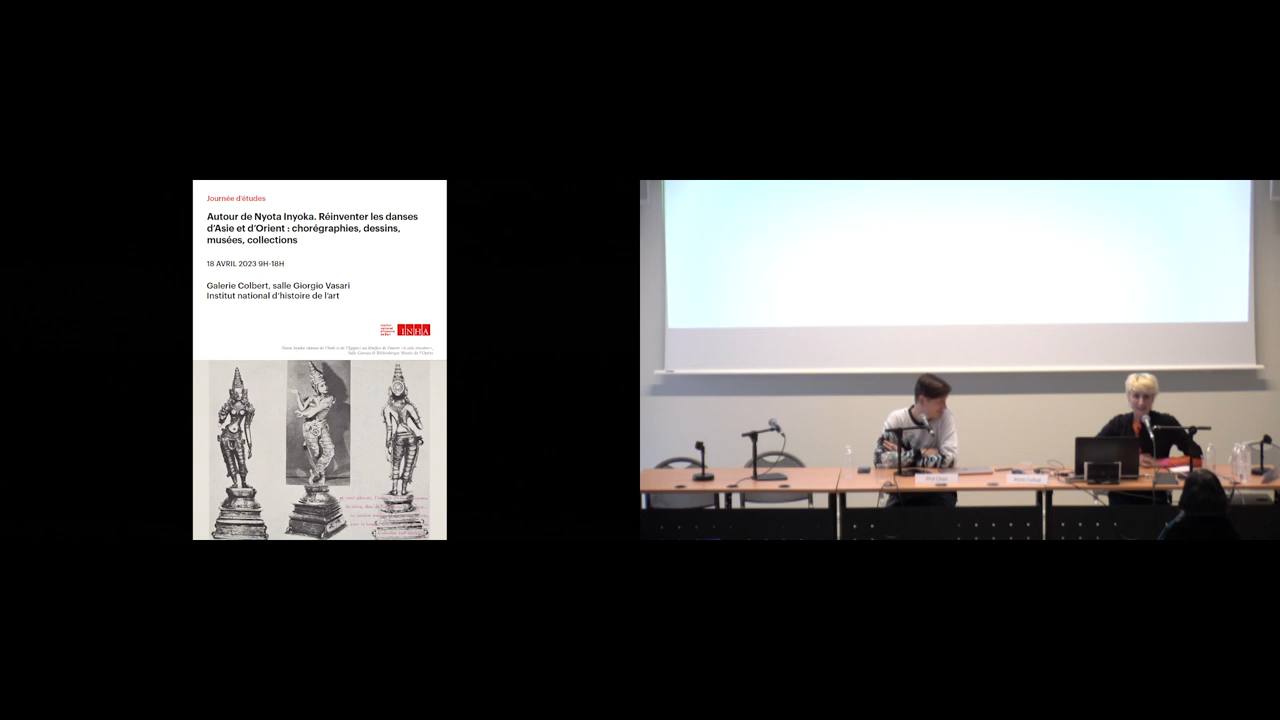 Journée d'études
Autour de Nyota Inyoka. Réinventer les danses
d'Asie et d'Orient : chorégraphies, dessins,
musées, collections
18 AVRIL 2023 9H-18H
Galerie Colbert, salle Giorgio Vasari
Institut national d'histoire de l'art
INHA